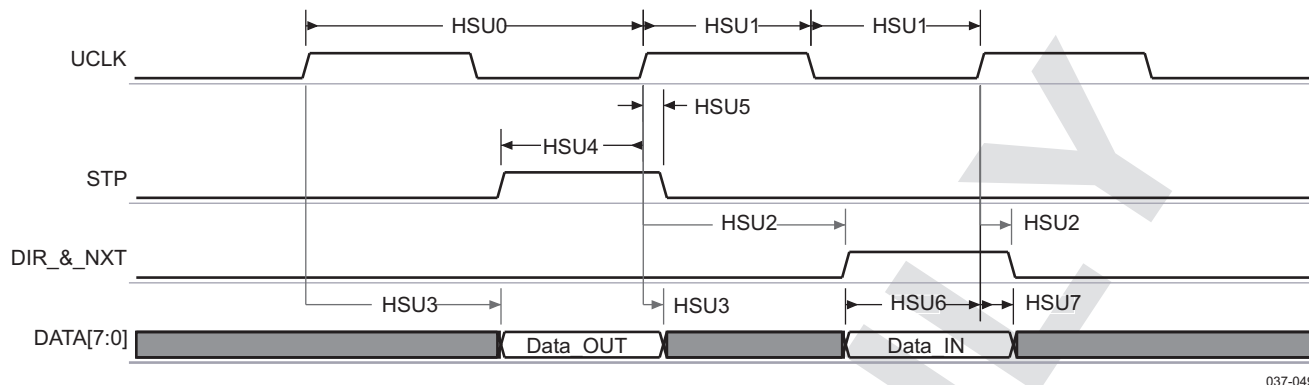 HSU0 HSU1 HSU1
UCLK
HSU5
HSU4
STP
HSU2 HSU2
DIR_&_NXT
HSU3 HSU3 HSU6 HSU7
DATA[7:0] Data_OUT Data_IN